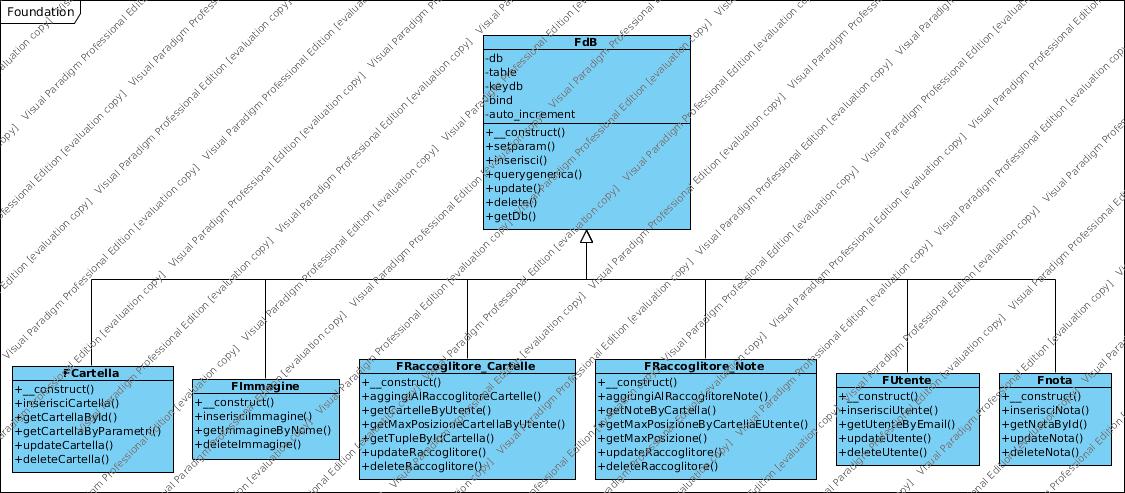 Foundation
FdB
-db
-table
-keydb
-bind
-auto_increment
+__construct()
+setparam()
+inserisci()
+querygenerica()
+update()
+delete()
+getDb()
FCartella
+__construct()
+inserisciCartella()
+getCartellaById()
+getCartellaByParametri()
+updateCartella()
+deleteCartella()
FImmagine
+__construct()
+inserisciImmagine()
+getImmagineByNome()
+deleteImmagine()
FRaccoglitore_Cartelle
+__construct()
+aggingiAlRaccoglitoreCartelle()
+getCartelleByUtente()
+getMaxPosizioneCartellaByUtente()
+getTupleByIdCartella()
+updateRaccoglitore()
+deleteRaccoglitore()
FRaccoglitore_Note
+__construct()
+aggiungiAlRaccoglitoreNote()
+getNoteByCartella()
+getMaxPosizioneByCartellaEUtente()
+getMaxPosizione()
+updateRaccoglitore()
+deleteRaccoglitore()
FUtente
+__construct()
+inserisciUtente()
+getUtenteByEmail()
+updateUtente()
+deleteUtente()
Fnota
+__construct()
+inserisciNota()
+getNotaById()
+updateNota()
+deleteNota()
Visual Paradigm Professional Edition [evaluation copy]